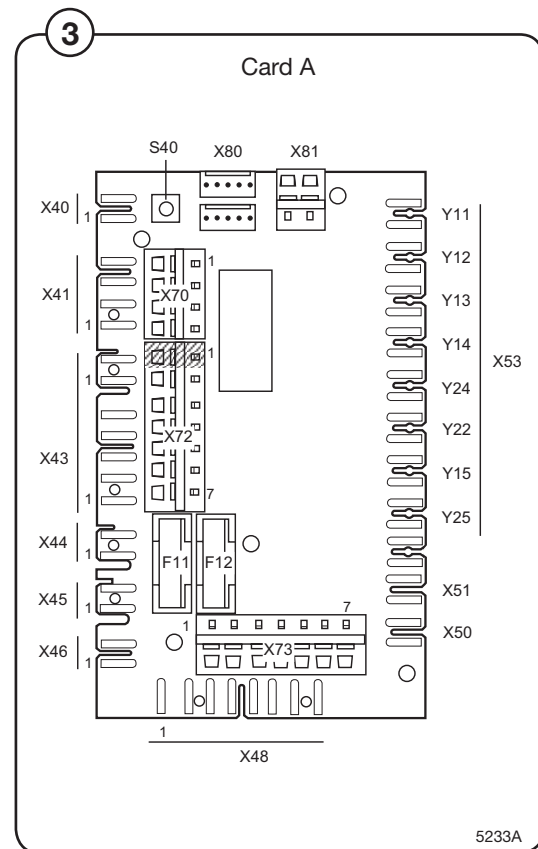 3
Card A
S40 X80 X81
X40
1
Y11
X41
1
X70
1
Y12
Y13
Y14
X53
1
1
X43
X72
Y24
Y22
1
7
Y15
X44
1
Y25
F11 F12
X45
1
X51
1
7
X46
1
X73
X50
1
X48
5233A